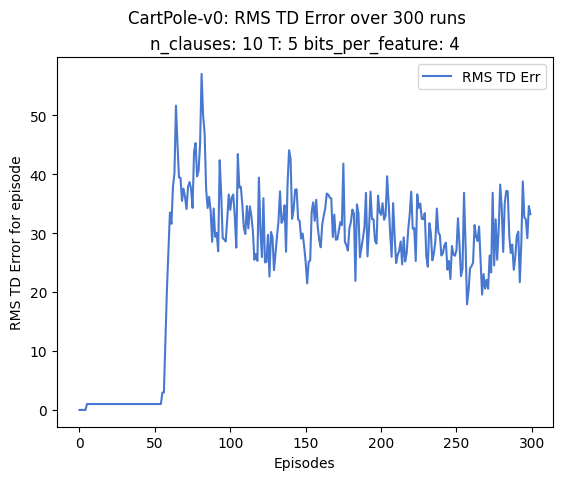 CartPole-v0: RMS TD Error over 300 runs
n_clauses: 10 T: 5 bits_per_feature: 4
RMS TD Err
RMS TD Error for episode
50
40
30
20
10
0
0 50 100 150 200 250 300
Episodes